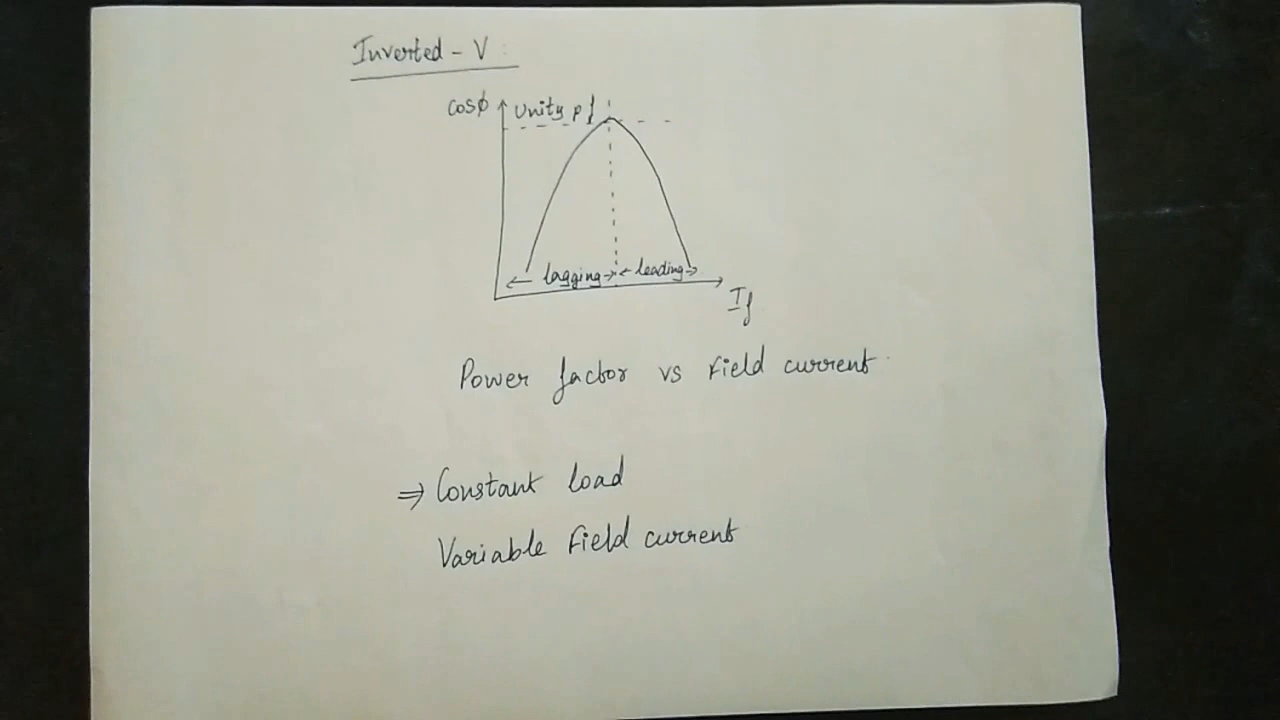 Inverted - V :
cosϕ
Unity pf
lagging
leading
If
Power factor vs Field current
⇒ Constant load
Variable Field current